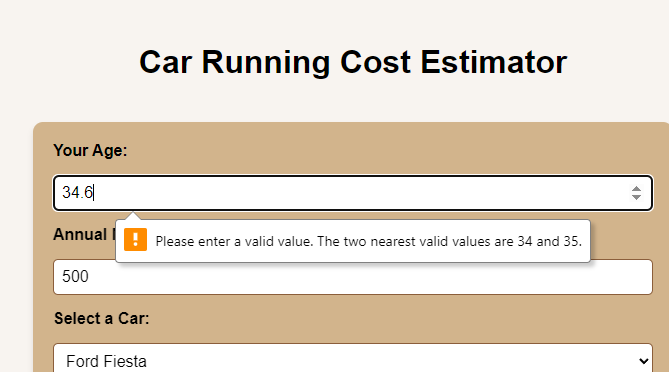 Car Running Cost Estimator
Your Age:
34.6
Please enter a valid value. The two nearest valid values are 34 and 35.
Annual
500
Select a Car:
Ford Fiesta